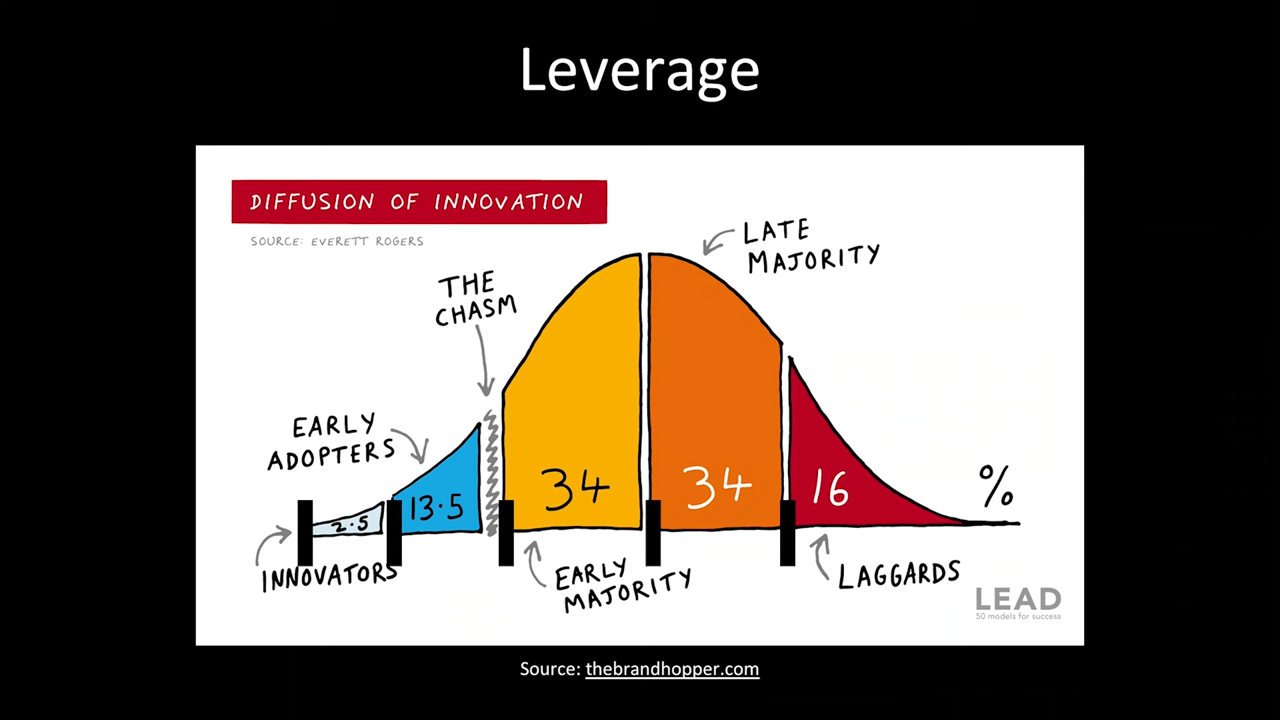 Leverage
DIFFUSION OF INNOVATION
SOURCE: EVERETT ROGERS
THE
CHASM
LATE
MAJORITY
EARLY
ADOPTERS
2.5
13.5
34
34
16
%
INNOVATORS
EARLY
MAJORITY
LAGGARDS
LEAD
50 models for success
Source: thebrandhopper.com